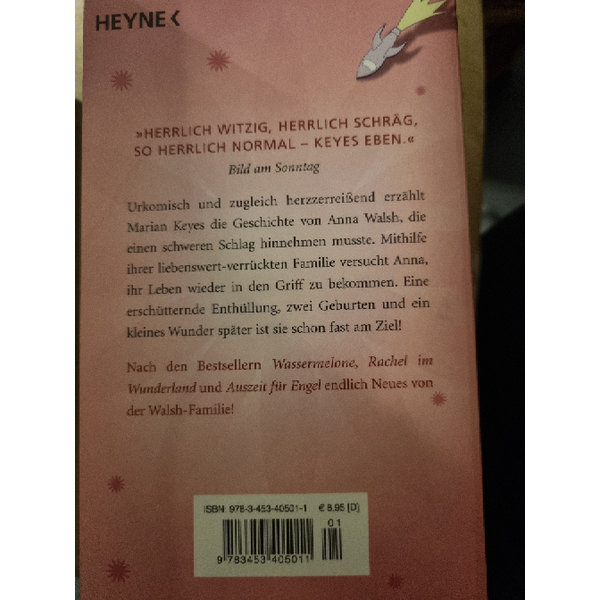 HEYNE <
»HERRLICH WITZIG, HERRLICH SCHRÄG,
SO HERRLICH NORMAL – KEYES EBEN.«
Bild am Sonntag
Urkomisch und zugleich herzzerreißend erzählt
Marian Keyes die Geschichte von Anna Walsh, die
einen schweren Schlag hinnehmen musste. Mithilfe
ihrer liebenswert-verrückten Familie versucht Anna,
ihr Leben wieder in den Griff zu bekommen. Eine
erschütternde Enthüllung, zwei Geburten und ein
kleines Wunder später ist sie schon fast am Ziel!
Nach den Bestsellern Wassermelone, Rachel im
Wunderland und Auszeit für Engel endlich Neues von
der Walsh-Familie!
ISBN 978-3-453-40501-1 € 8,95 [D]
01
9 783453 405011